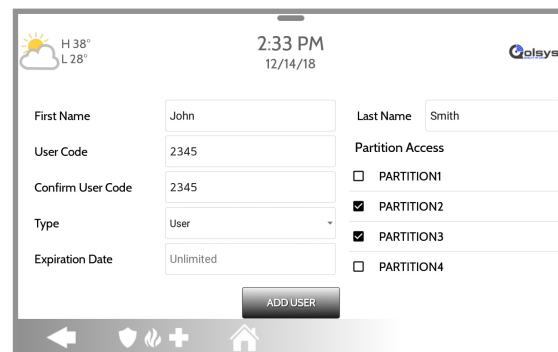 H 38°
L 28°
2:33 PM
12/14/18
Qolsys
First Name
John
Last Name
Smith
User Code
2345
Partition Access
Confirm User Code
2345
PARTITION1
PARTITION2
Type
User
PARTITION3
Expiration Date
Unlimited
PARTITION4
ADD USER